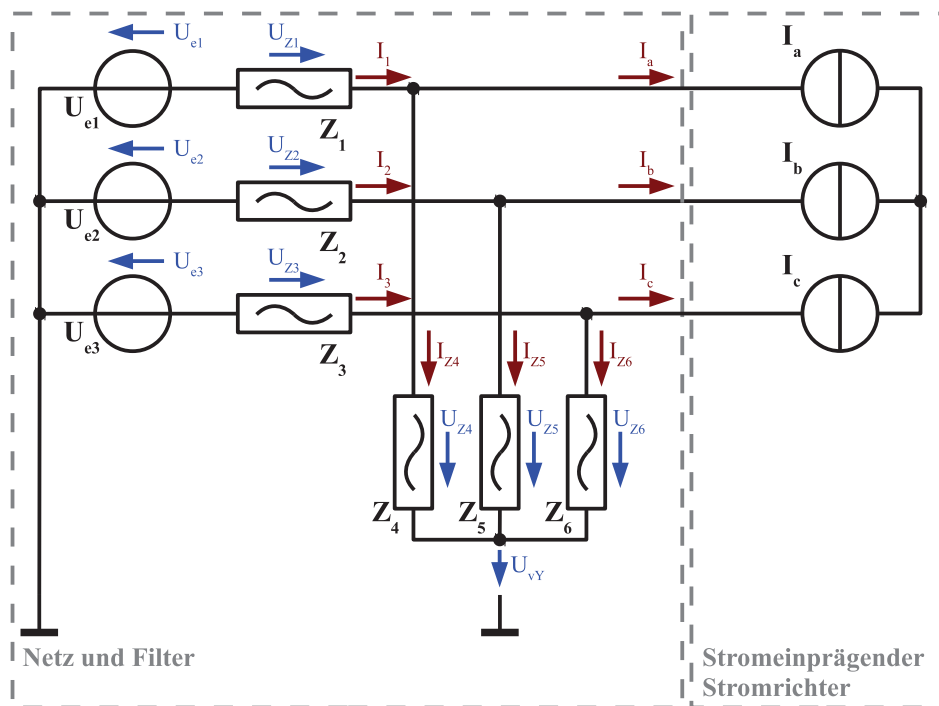 U_e1
U_Z1
I_1
I_a
I_a
U_e1
Z_1
U_e2
U_Z2
I_2
I_b
I_b
U_e2
Z_2
U_e3
U_Z3
I_3
I_c
I_c
U_e3
Z_3
I_Z4
I_Z5
I_Z6
U_Z4
U_Z5
U_Z6
Z_4
Z_5
Z_6
U_vY
Netz und Filter
Stromeinprägender
Stromrichter